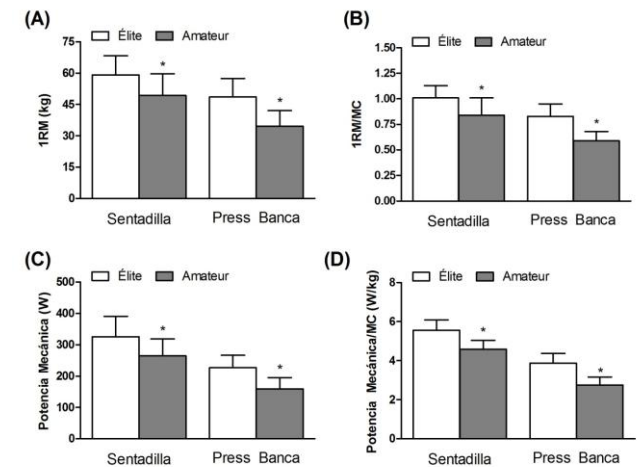 (A)
Élite Amateur
1RM (kg)
75
60
45
30
15
0
* *
Sentadilla Press Banca
(B)
Élite Amateur
1RM/MC
1.50
1.25
1.00
0.75
0.50
0.25
0.00
* *
Sentadilla Press Banca
(C)
Élite Amateur
Potencia Mecánica (W)
500
400
300
200
100
0
* *
Sentadilla Press Banca
(D)
Élite Amateur
Potencia Mecánica/MC (W/kg)
8
6
4
2
0
* *
Sentadilla Press Banca